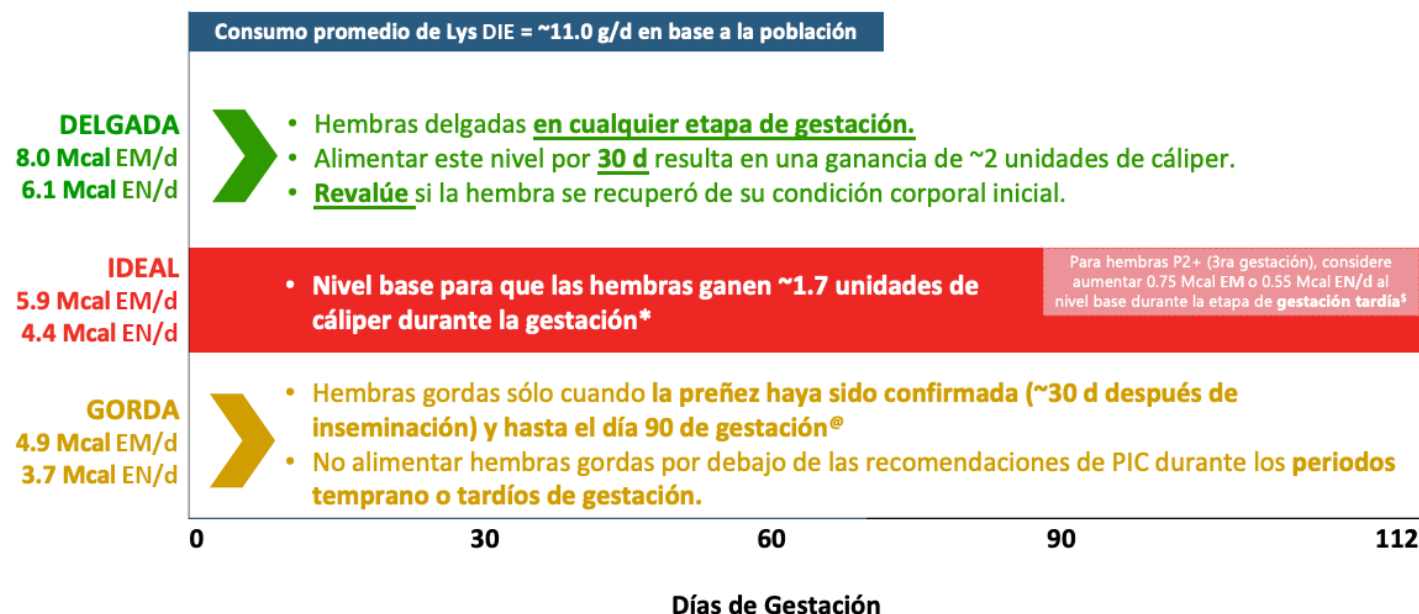 Consumo promedio de Lys DIE = ~11.0 g/d en base a la población
DELGADA
8.0 Mcal EM/d
6.1 Mcal EN/d
• Hembras delgadas en cualquier etapa de gestación.
• Alimentar este nivel por 30 d resulta en una ganancia de ~2 unidades de cáliper.
• Revalúe si la hembra se recuperó de su condición corporal inicial.
IDEAL
5.9 Mcal EM/d
4.4 Mcal EN/d
• Nivel base para que las hembras ganen ~1.7 unidades de
cáliper durante la gestación*
Para hembras P2+ (3ra gestación), considere
aumentar 0.75 Mcal EM o 0.55 Mcal EN/d al
nivel base durante la etapa de gestación tardía$
GORDA
4.9 Mcal EM/d
3.7 Mcal EN/d
• Hembras gordas sólo cuando la preñez haya sido confirmada (~30 d después de
inseminación) y hasta el día 90 de gestación@
• No alimentar hembras gordas por debajo de las recomendaciones de PIC durante los periodos
temprano o tardíos de gestación.
0 30 60 90 112
Días de Gestación